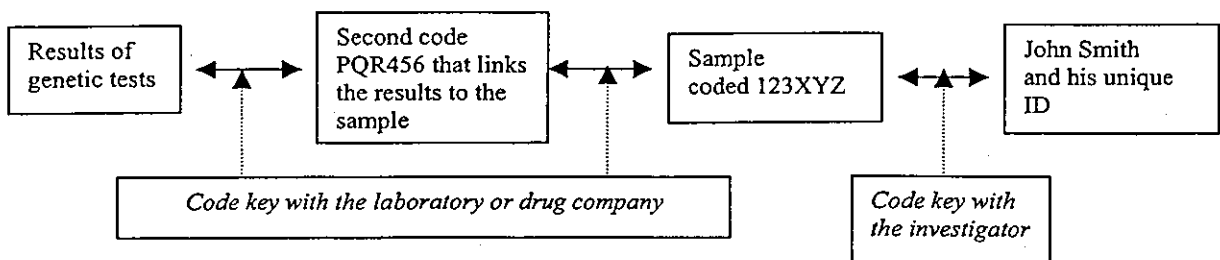 Results of
genetic tests
Second code
PQR456 that links
the results to the
sample
Sample
coded 123XYZ
John Smith
and his unique
ID
Code key with the laboratory or drug company
Code key with
the investigator